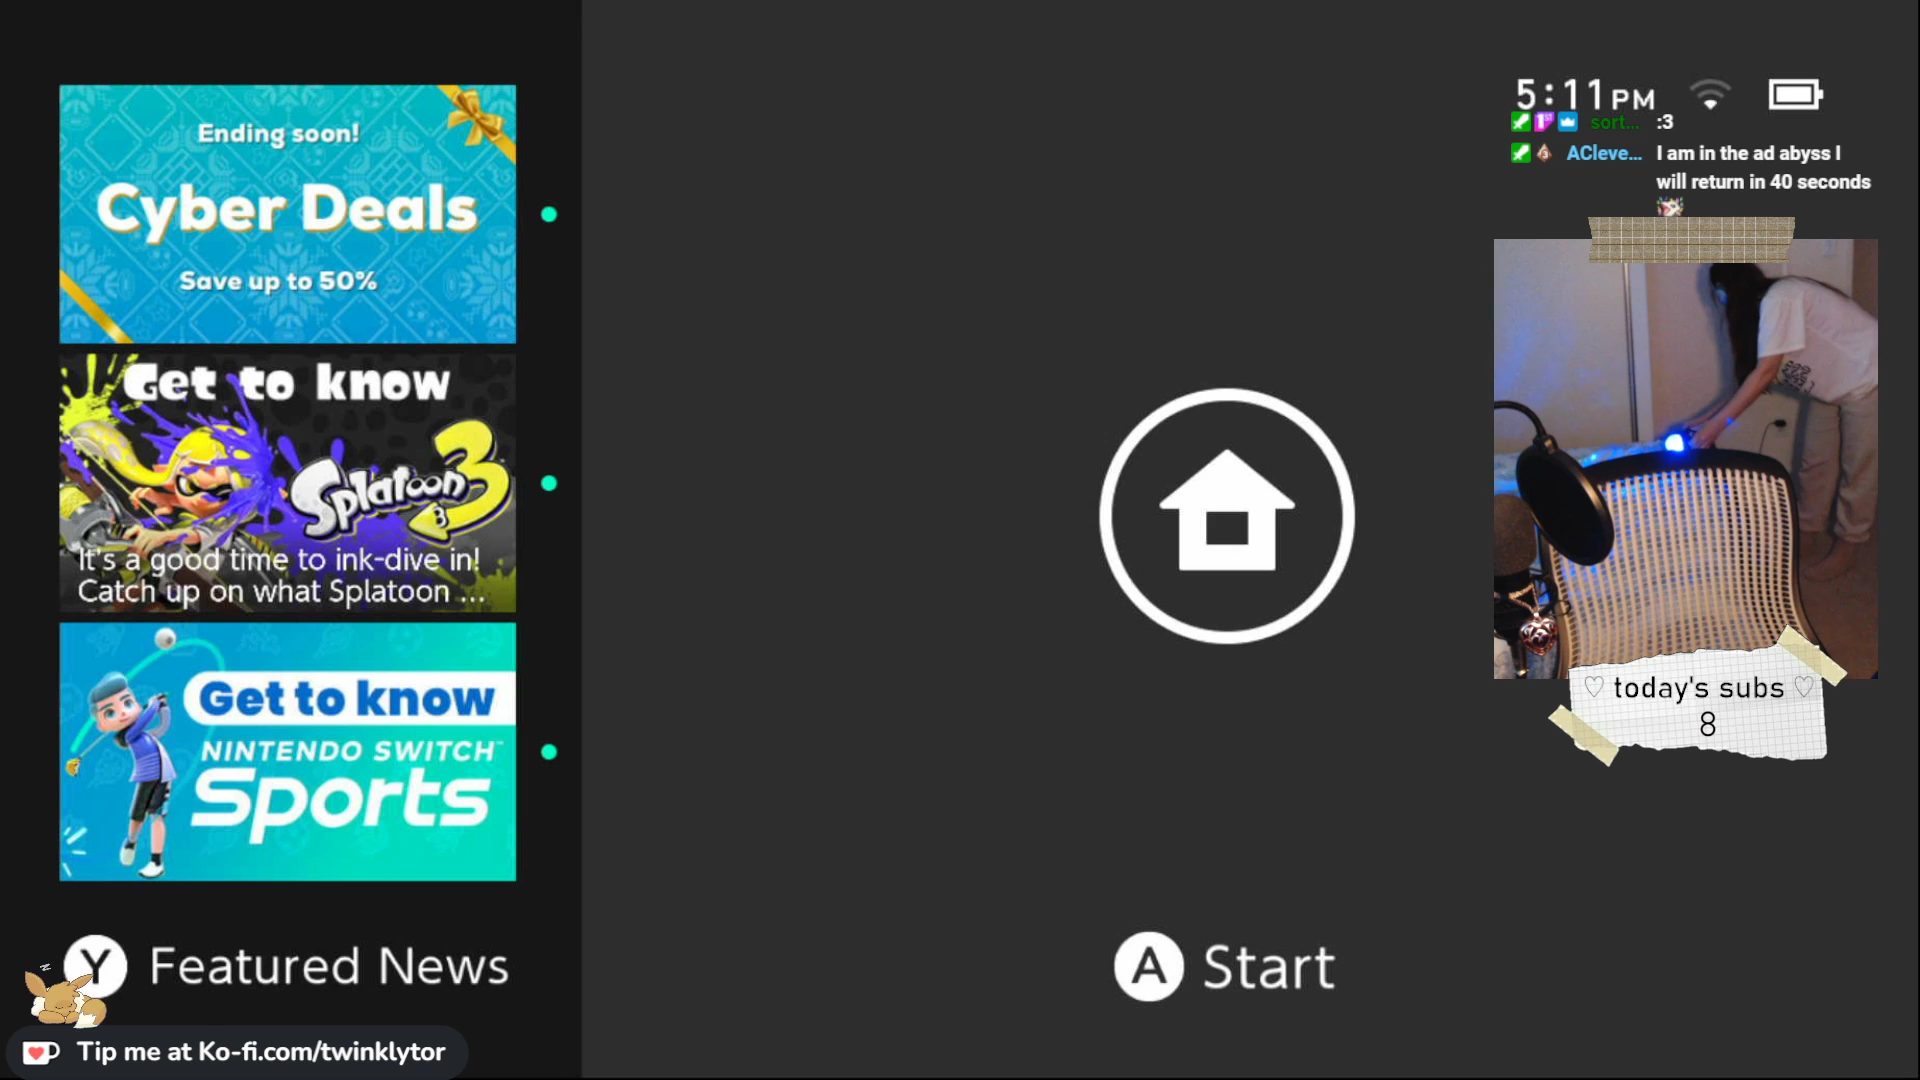 Ending soon!
Cyber Deals
Save up to 50%
Get to know
Splatoon 3
It's a good time to ink-dive in!
Catch up on what Splatoon ...
Get to know
NINTENDO SWITCH™
Sports
Y Featured News
Tip me at Ko-fi.com/twinklytor
A Start
5:11 PM
sort... :3
ACleve... I am in the ad abyss I
will return in 40 seconds
♡ today's subs ♡
8